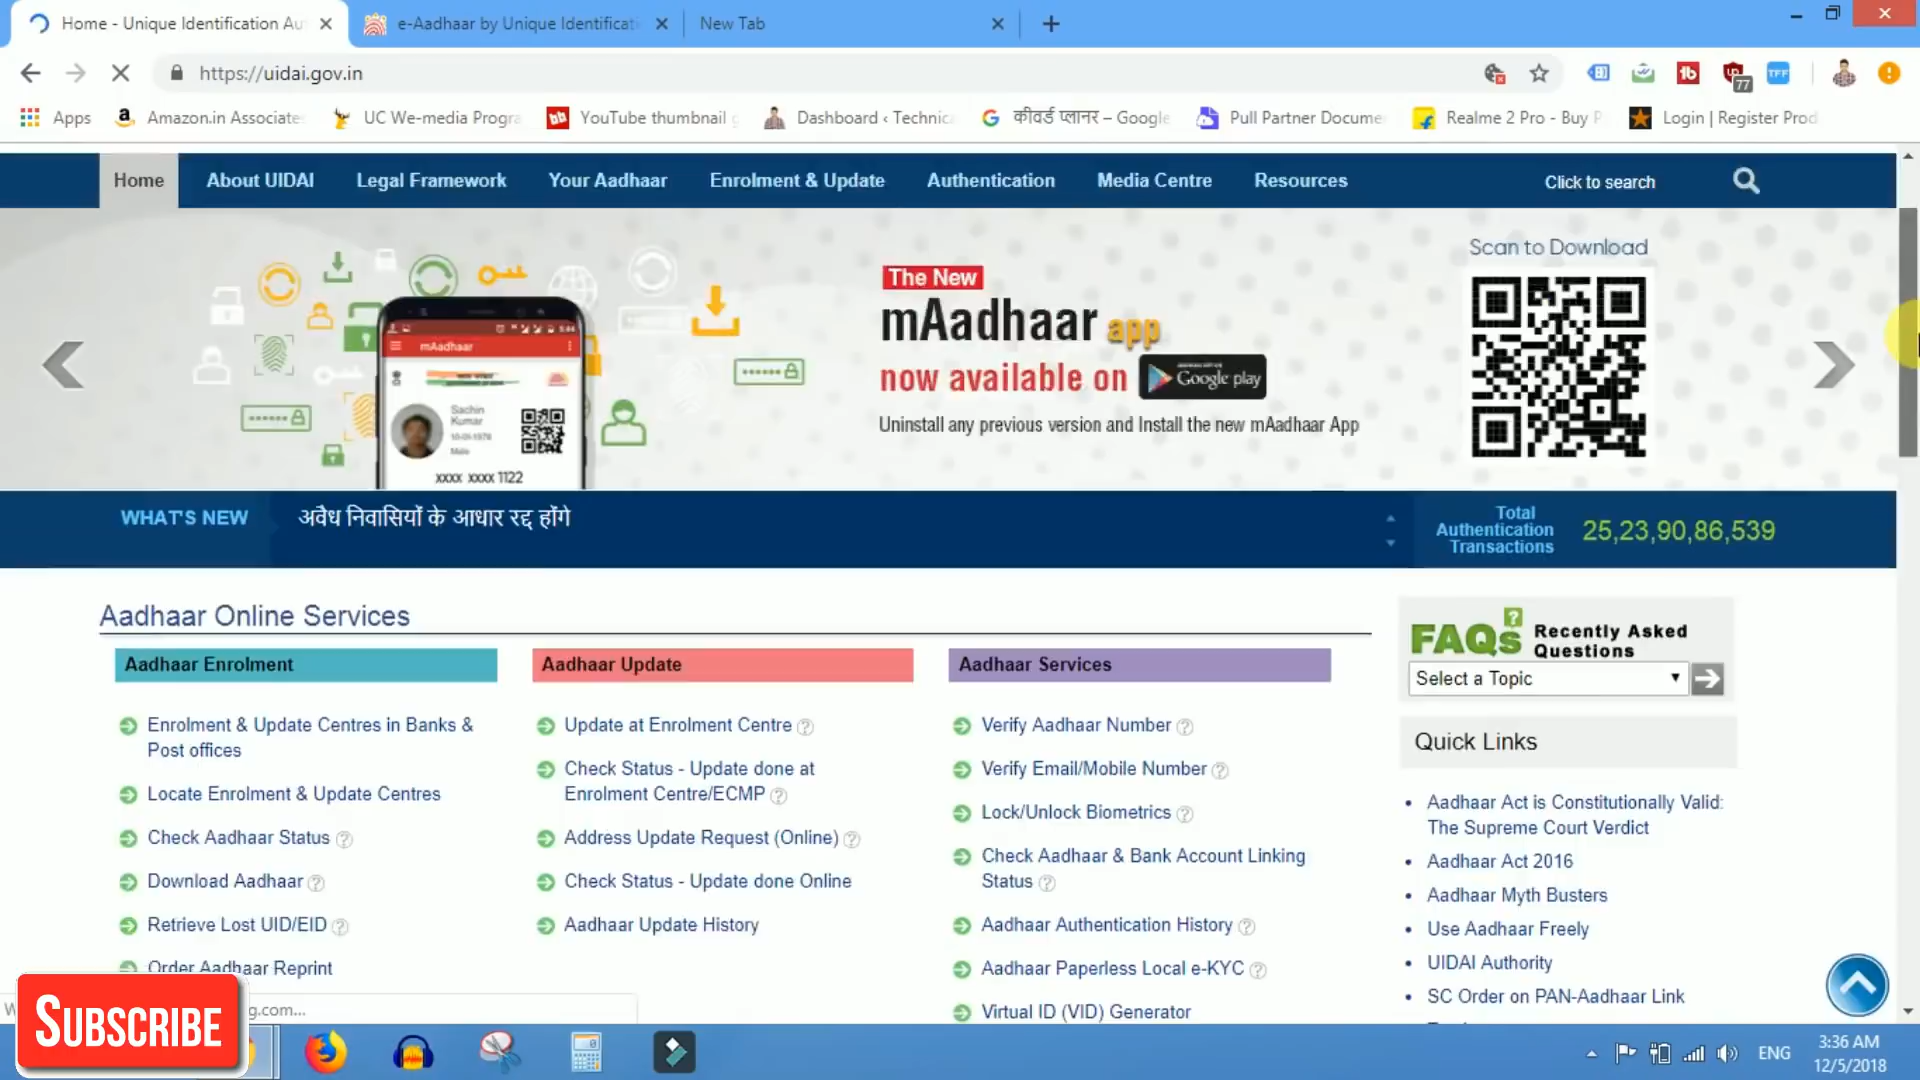 Home - Unique Identification Au
e-Aadhaar by Unique Identificati
New Tab
https://uidai.gov.in
77
TFF
Apps
Amazon.in Associate
UC We-media Progra
YouTube thumbnail g
Dashboard ‹ Technica
कीवर्ड प्लानर – Google
Pull Partner Docume
Realme 2 Pro - Buy P
Login | Register Prod
Home
About UIDAI
Legal Framework
Your Aadhaar
Enrolment & Update
Authentication
Media Centre
Resources
Click to search
Scan to Download
The New
mAadhaar app
now available on
Google play
Uninstall any previous version and Install the new mAadhaar App
mAadhaar
Sachin
Kumar
Male
xxxx xxxx 1122
WHAT'S NEW
अवैध निवासियों के आधार रद्द होंगे
Total
Authentication
Transactions
25,23,90,86,539
Aadhaar Online Services
Aadhaar Enrolment
Enrolment & Update Centres in Banks &
Post offices
Locate Enrolment & Update Centres
Check Aadhaar Status
Download Aadhaar
Retrieve Lost UID/EID
Order Aadhaar Reprint
Aadhaar Update
Update at Enrolment Centre
Check Status - Update done at
Enrolment Centre/ECMP
Address Update Request (Online)
Check Status - Update done Online
Aadhaar Update History
Aadhaar Services
Verify Aadhaar Number
Verify Email/Mobile Number
Lock/Unlock Biometrics
Check Aadhaar & Bank Account Linking
Status
Aadhaar Authentication History
Aadhaar Paperless Local e-KYC
Virtual ID (VID) Generator
FAQs
Recently Asked
Questions
Select a Topic
Quick Links
Aadhaar Act is Constitutionally Valid:
The Supreme Court Verdict
Aadhaar Act 2016
Aadhaar Myth Busters
Use Aadhaar Freely
UIDAI Authority
SC Order on PAN-Aadhaar Link
g.com...
SUBSCRIBE
ENG
3:36 AM
12/5/2018